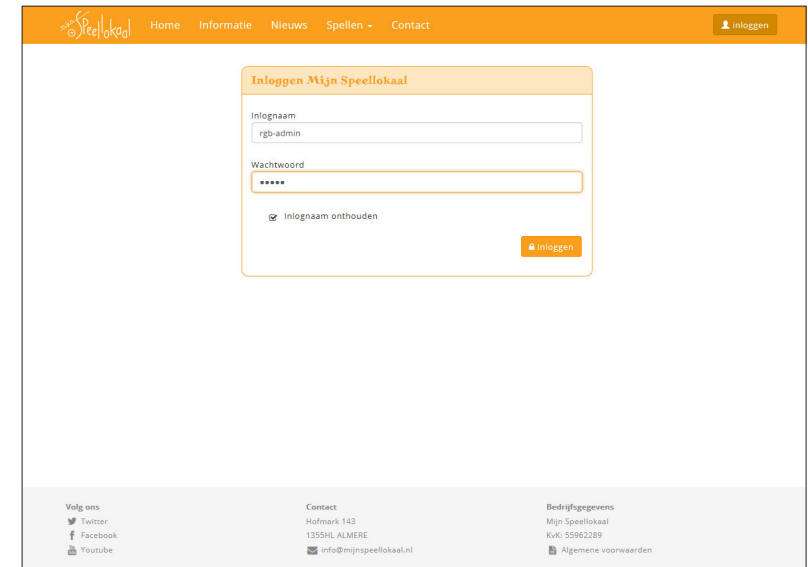 Speellokaal Home Informatie Nieuws Spellen Contact inloggen
Inloggen Mijn Speellokaal
Inlognaam
rgb-admin
Wachtwoord
•••••
Inlognaam onthouden
Inloggen
Volg ons
Twitter
Facebook
Youtube
Contact
Hofmark 143
1355HL ALMERE
info@mijnspeellokaal.nl
Bedrijfsgegevens
Mijn Speellokaal
KvK: 55962289
Algemene voorwaarden